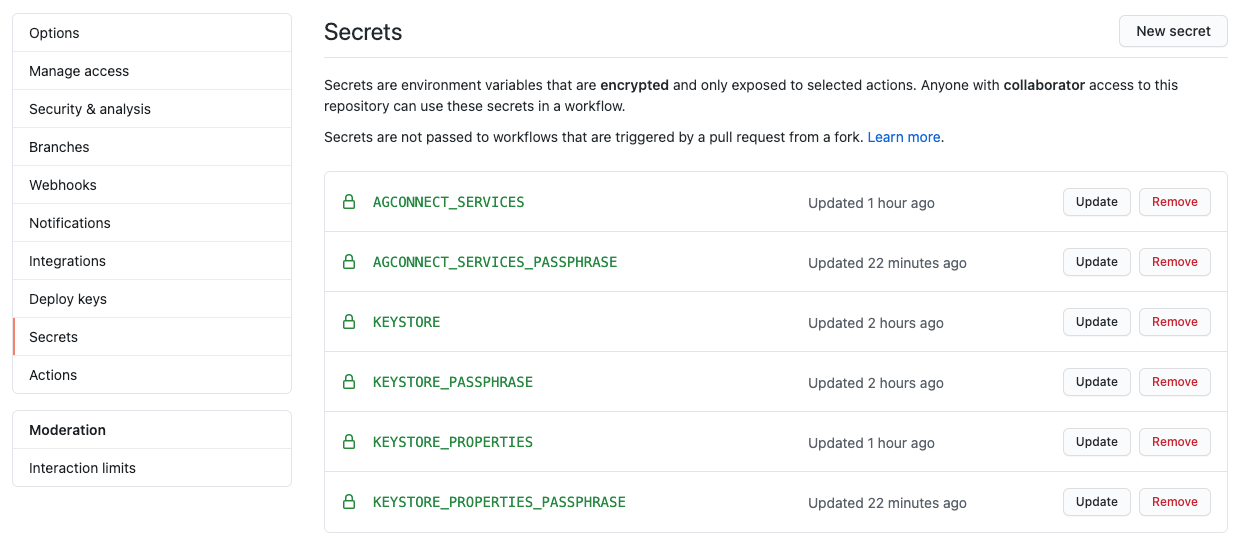 Options
Manage access
Security & analysis
Branches
Webhooks
Notifications
Integrations
Deploy keys
Secrets
Actions
Moderation
Interaction limits
Secrets
New secret
Secrets are environment variables that are encrypted and only exposed to selected actions. Anyone with collaborator access to this
repository can use these secrets in a workflow.
Secrets are not passed to workflows that are triggered by a pull request from a fork. Learn more.
AGCONNECT_SERVICES Updated 1 hour ago Update Remove
AGCONNECT_SERVICES_PASSPHRASE Updated 22 minutes ago Update Remove
KEYSTORE Updated 2 hours ago Update Remove
KEYSTORE_PASSPHRASE Updated 2 hours ago Update Remove
KEYSTORE_PROPERTIES Updated 1 hour ago Update Remove
KEYSTORE_PROPERTIES_PASSPHRASE Updated 22 minutes ago Update Remove